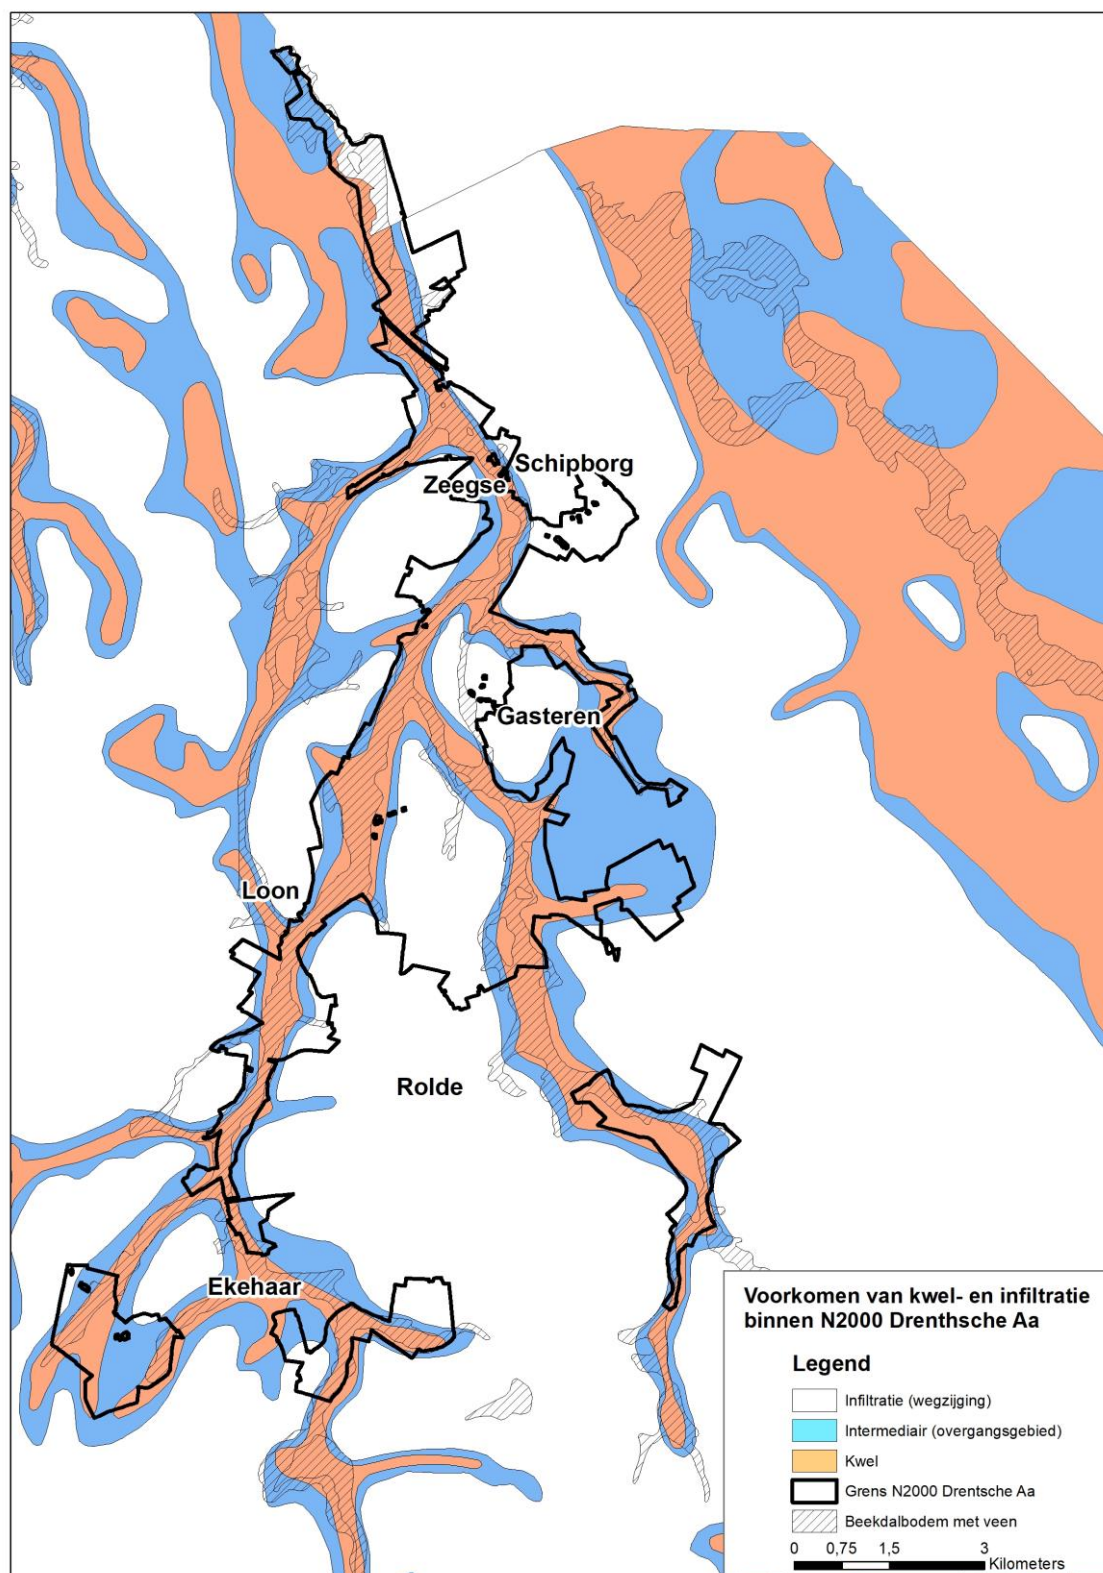 Schipborg
Zeegse
Gasteren
Loon
Rolde
Ekehaar
Voorkomen van kwel- en infiltratie
binnen N2000 Drenthsche Aa
Legend
Infiltratie (wegzijging)
Intermediair (overgangsgebied)
Kwel
Grens N2000 Drentsche Aa
Beekdalbodem met veen
0 0,75 1,5 3
Kilometers